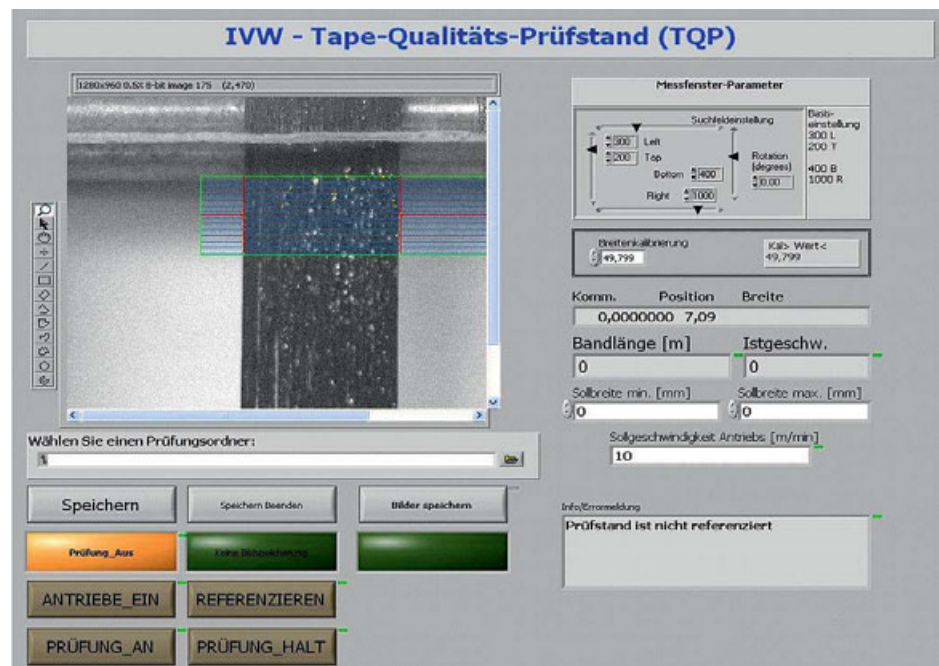 IVW - Tape-Qualitäts-Prüfstand (TQP)
1280x960 0.5X 8-bit image 175 (2,470)
Messfenster-Parameter
Suchfeldeinstellung
300 Left
200 Top
Bottom 400
Right 1000
Rotation
(degrees)
0,00
Basis-
einstellung
300 L
200 T
400 B
1000 R
Breitenkalibrierung
49,799
Kal> Wert<
49,799
Komm. Position Breite
0,0000000 7,09
Bandlänge [m] Istgeschw.
0 0
Sollbreite min. [mm] Sollbreite max. [mm]
0 0
Sollgeschwindigkeit Antriebs [m/min]
10
Wählen Sie einen Prüfungsordner:
Speichern Speichern Beenden Bilder speichern
Prüfung_Aus Keine Bildspeicherung
ANTRIEBE_EIN REFERENZIEREN
PRÜFUNG_AN PRÜFUNG_HALT
Info/Errormeldung
Prüfstand ist nicht referenziert